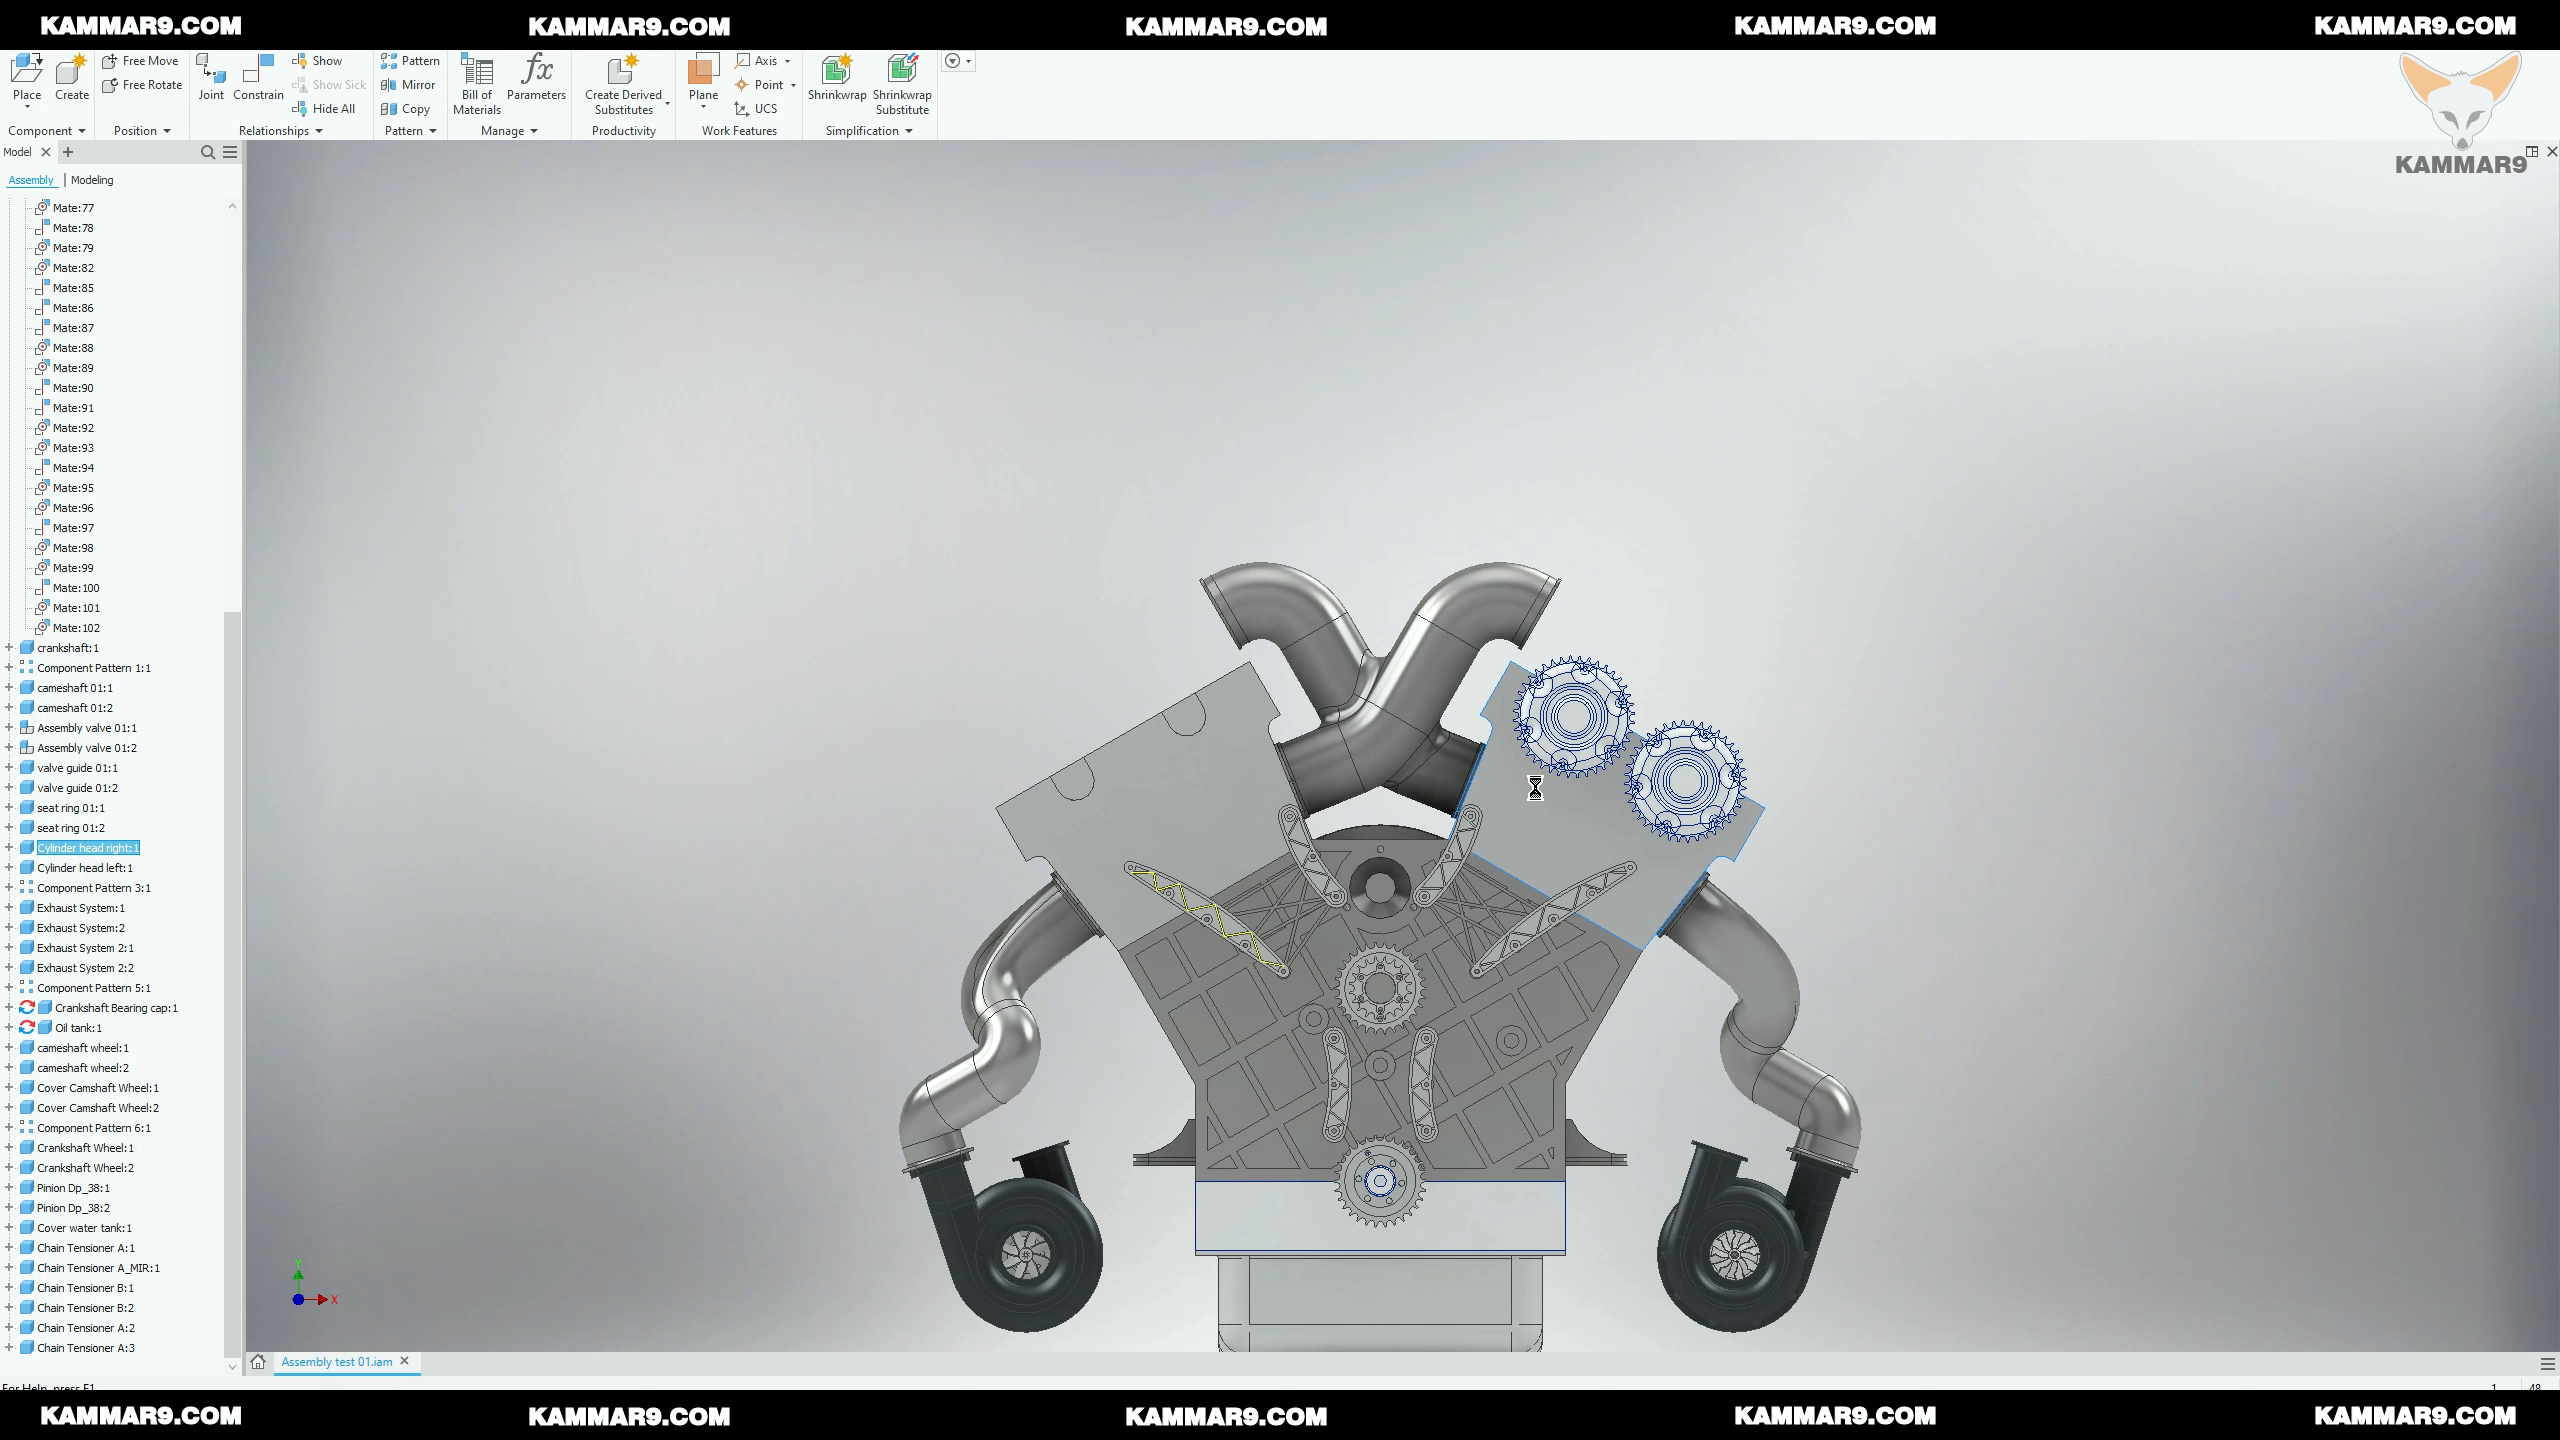 KAMMAR9.COM KAMMAR9.COM KAMMAR9.COM KAMMAR9.COM KAMMAR9.COM
Place
Create
Free Move
Free Rotate
Joint
Constrain
Show
Show Sick
Hide All
Pattern
Mirror
Copy
Bill of
Materials
fx
Parameters
Create Derived
Substitutes
Plane
Axis
Point
UCS
Shrinkwrap
Shrinkwrap
Substitute
Component
Position
Relationships
Pattern
Manage
Productivity
Work Features
Simplification
KAMMAR9
Model
Assembly | Modeling
Mate:77
Mate:78
Mate:79
Mate:82
Mate:85
Mate:86
Mate:87
Mate:88
Mate:89
Mate:90
Mate:91
Mate:92
Mate:93
Mate:94
Mate:95
Mate:96
Mate:97
Mate:98
Mate:99
Mate:100
Mate:101
Mate:102
crankshaft:1
Component Pattern 1:1
cameshaft 01:1
cameshaft 01:2
Assembly valve 01:1
Assembly valve 01:2
valve guide 01:1
valve guide 01:2
seat ring 01:1
seat ring 01:2
Cylinder head right:1
Cylinder head left:1
Component Pattern 3:1
Exhaust System:1
Exhaust System:2
Exhaust System 2:1
Exhaust System 2:2
Component Pattern 5:1
Crankshaft Bearing cap:1
Oil tank:1
cameshaft wheel:1
cameshaft wheel:2
Cover Camshaft Wheel:1
Cover Camshaft Wheel:2
Component Pattern 6:1
Crankshaft Wheel:1
Crankshaft Wheel:2
Pinion Dp_38:1
Pinion Dp_38:2
Cover water tank:1
Chain Tensioner A:1
Chain Tensioner A_MIR:1
Chain Tensioner B:1
Chain Tensioner B:2
Chain Tensioner A:2
Chain Tensioner A:3
Y
X
Assembly test 01.iam
For Help, press F1
1 48
KAMMAR9.COM KAMMAR9.COM KAMMAR9.COM KAMMAR9.COM KAMMAR9.COM